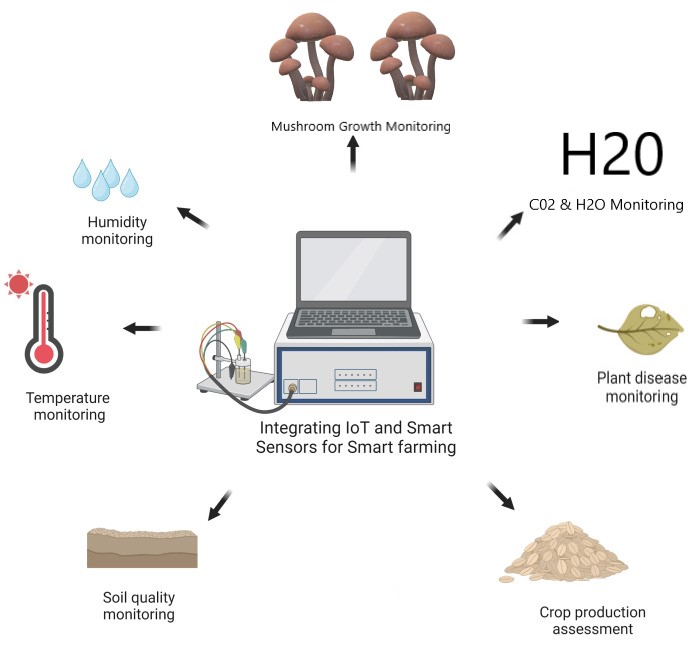 Mushroom Growth Monitoring
H20
C02 & H2O Monitoring
Humidity
monitoring
Temperature
monitoring
Plant disease
monitoring
Integrating IoT and Smart
Sensors for Smart farming
Soil quality
monitoring
Crop production
assessment